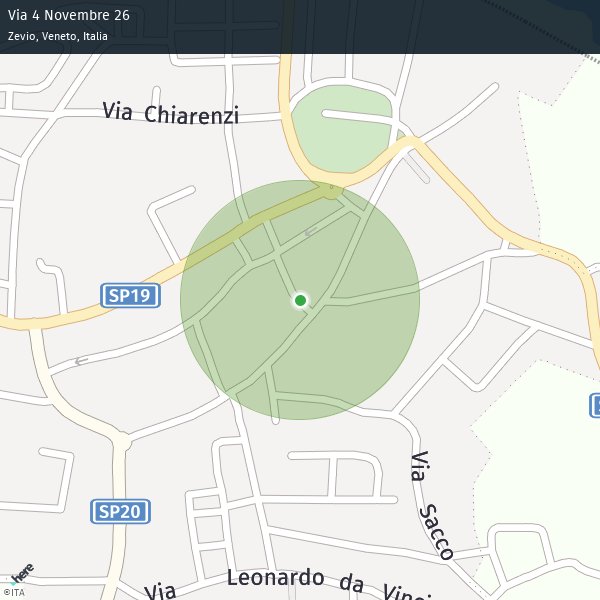 Via 4 Novembre 26
Zevio, Veneto, Italia
Via Chiarenzi
SP19
Via Sacco
SP20
Via Leonardo da Vinci
here
©ITA